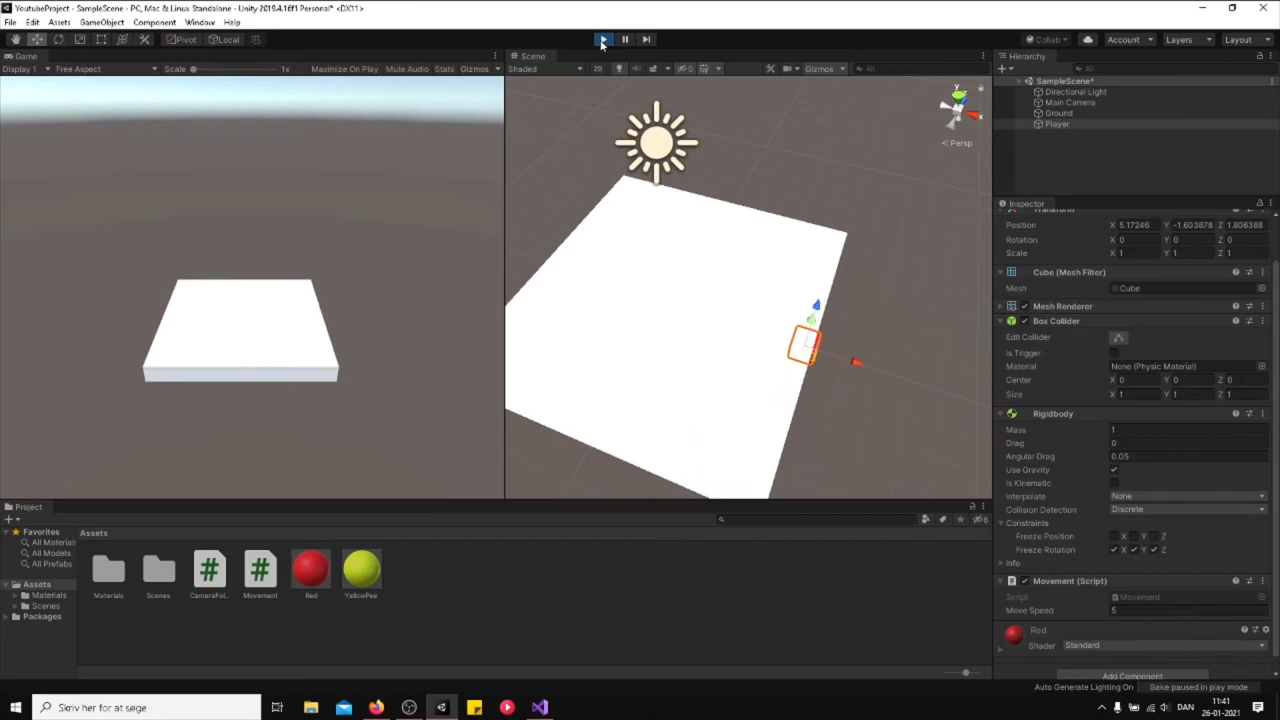 YoutubeProject - SampleScene - PC, Mac & Linux Standalone - Unity 2019.4.16f1 Personal* <DX11>
File Edit Assets GameObject Component Window Help
Pivot Local Collab Account Layers Layout
Game
Display 1 Free Aspect Scale 1x Maximize On Play Mute Audio Stats Gizmos
Scene
Shaded 2D 0 Gizmos All
y
x
Persp
Hierarchy
All
SampleScene*
Directional Light
Main Camera
Ground
Player
Inspector
Transform
Position X 5.17246 Y -1.603878 Z 1.806388
Rotation X 0 Y 0 Z 0
Scale X 1 Y 1 Z 1
Cube (Mesh Filter)
Mesh Cube
Mesh Renderer
Box Collider
Edit Collider
Is Trigger
Material None (Physic Material)
Center X 0 Y 0 Z 0
Size X 1 Y 1 Z 1
Rigidbody
Mass 1
Drag 0
Angular Drag 0.05
Use Gravity
Is Kinematic
Interpolate None
Collision Detection Discrete
Constraints
Freeze Position X Y Z
Freeze Rotation X Y Z
Info
Movement (Script)
Script Movement
Move Speed 5
Red
Shader Standard
Add Component
Auto Generate Lighting On Bake paused in play mode
Project
8
Favorites
All Materials
All Models
All Prefabs
Assets
Materials
Scenes
Packages
Assets
Materials Scenes CameraFol... Movement Red YellowPee
Skriv her for at søge
DAN
11:41
26-01-2021